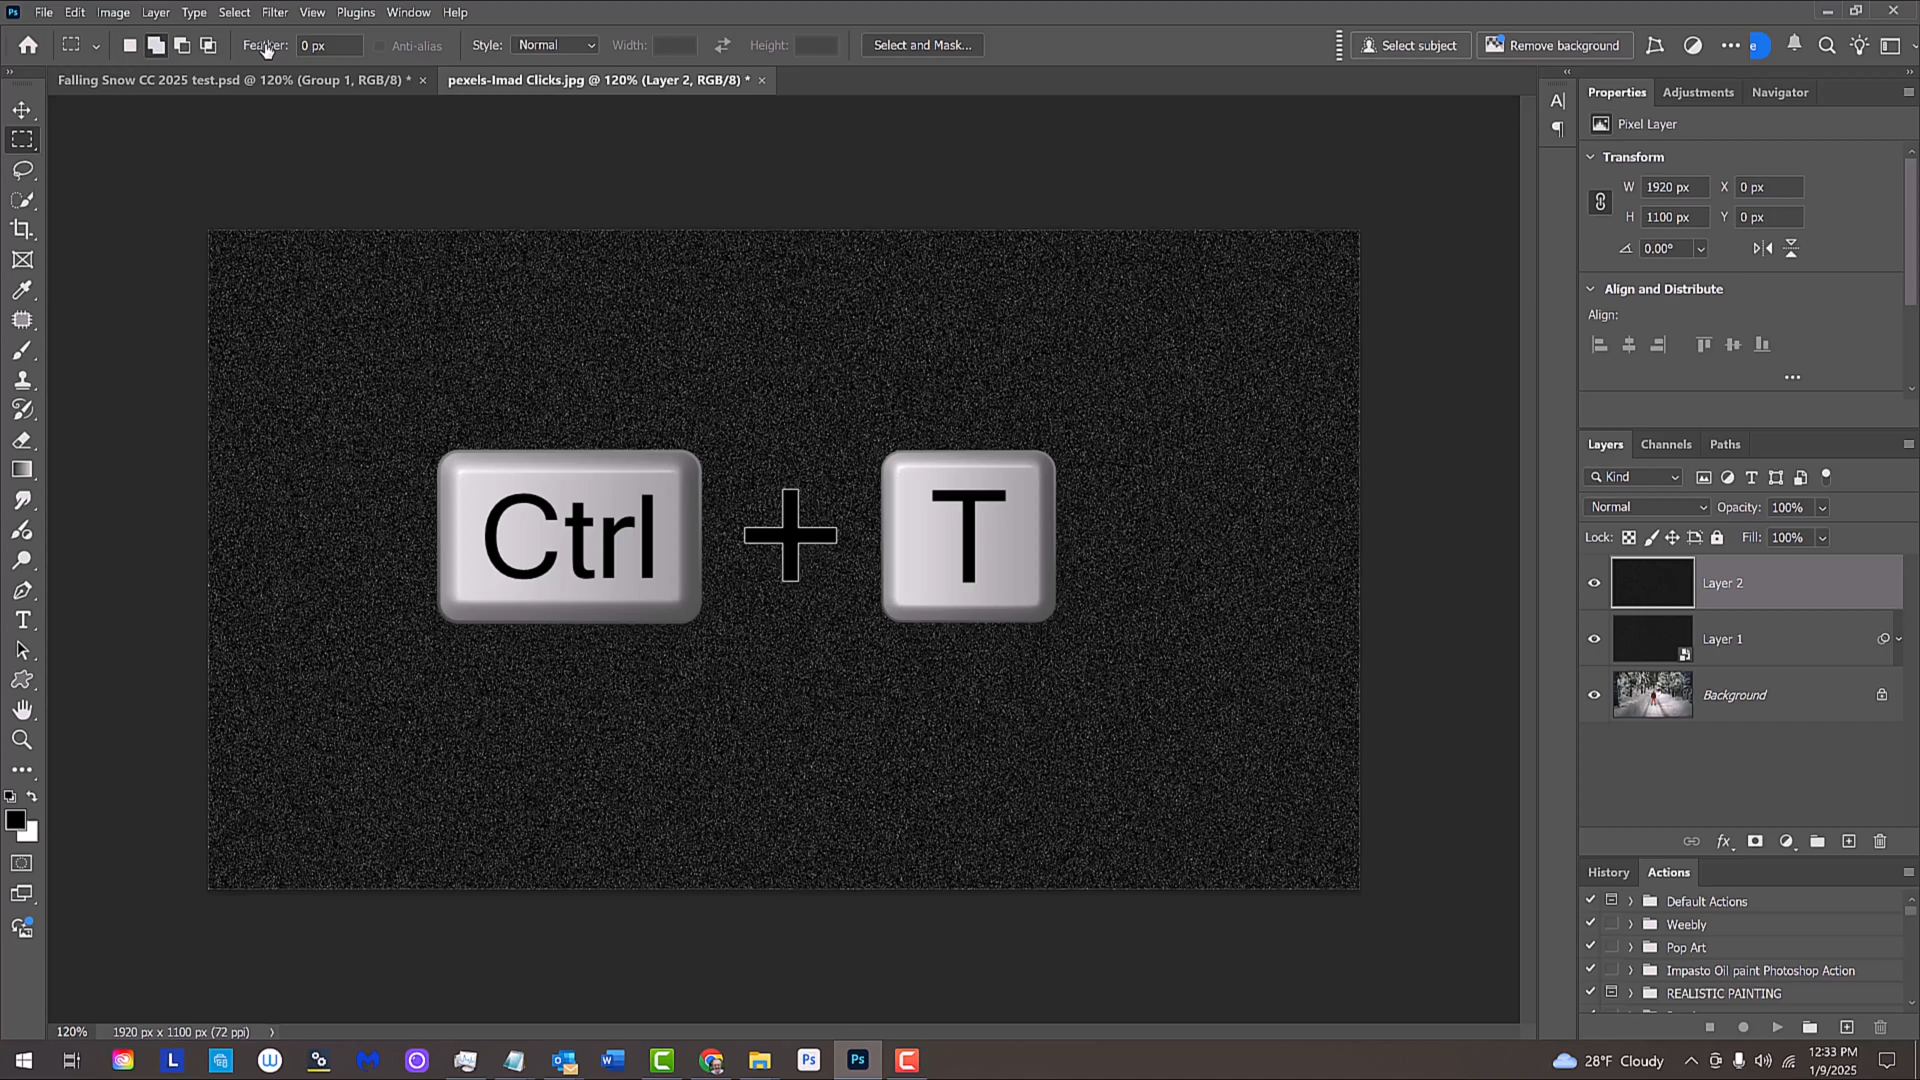 Ps File Edit Image Layer Type Select Filter View Plugins Window Help
Feather: 0 px Anti-alias Style: Normal Width: Height: Select and Mask... Select subject Remove background e
Falling Snow CC 2025 test.psd @ 120% (Group 1, RGB/8) * × pexels-Imad Clicks.jpg @ 120% (Layer 2, RGB/8) * ×
Properties Adjustments Navigator
Pixel Layer
Transform
W 1920 px X 0 px
H 1100 px Y 0 px
0.00°
Align and Distribute
Align:
Ctrl + T
Layers Channels Paths
Kind
Normal Opacity: 100%
Lock: Fill: 100%
Layer 2
Layer 1
Background
fx
History Actions
Default Actions
Weebly
Pop Art
Impasto Oil paint Photoshop Action
REALISTIC PAINTING
120% 1920 px x 1100 px (72 ppi)
28°F Cloudy
12:33 PM
1/9/2025